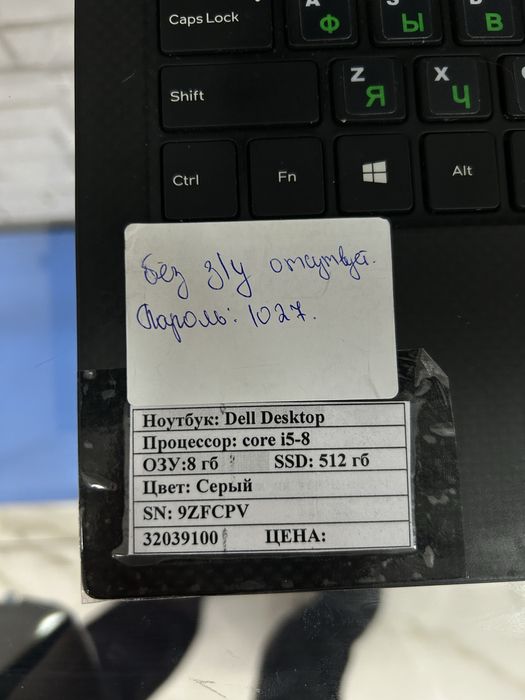 Caps Lock
A Ф S Ы D В
Shift
Z Я X Ч
Ctrl Fn Alt
без з/у отсутвует.
Пароль: 1027.
Ноутбук: Dell Desktop
Процессор: core i5-8
ОЗУ:8 гб SSD: 512 гб
Цвет: Серый
SN: 9ZFCPV
32039100 ЦЕНА: